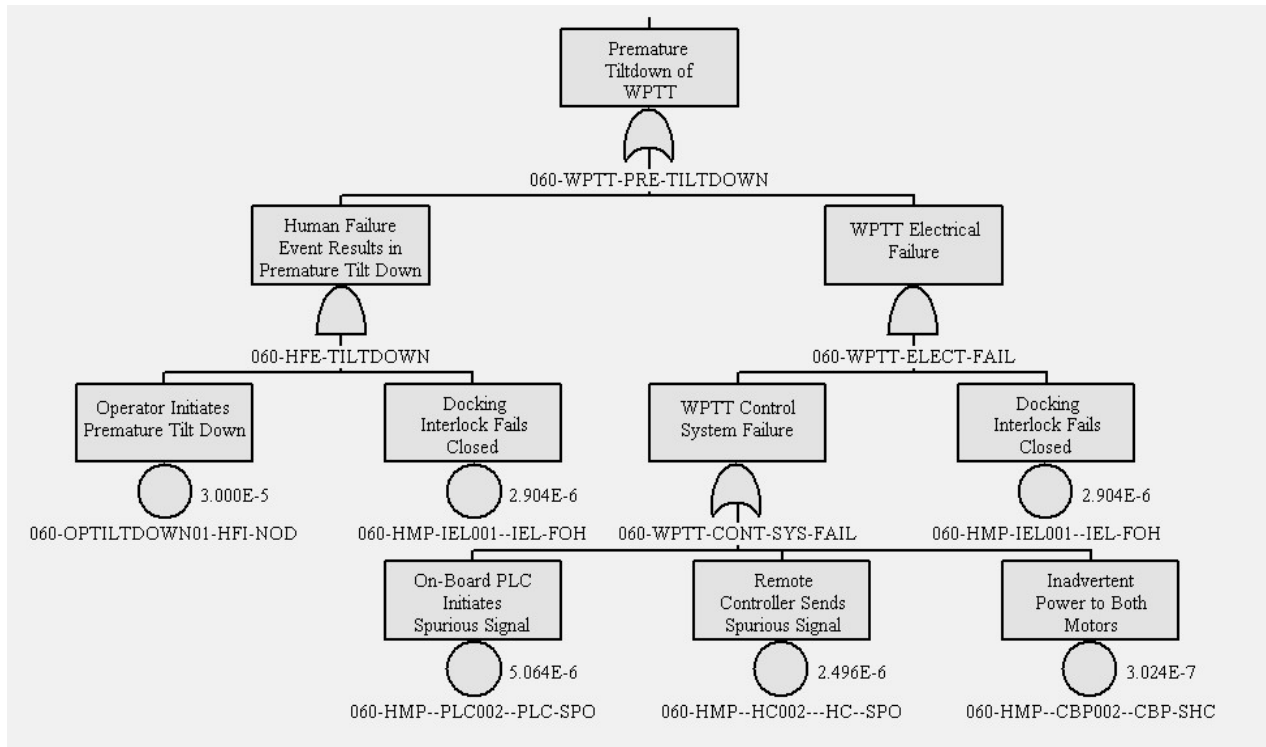 Premature
Tiltdown of
WPTT
060-WPTT-PRE-TILTDOWN
Human Failure
Event Results in
Premature Tilt Down
WPTT Electrical
Failure
060-HFE-TILTDOWN
060-WPTT-ELECT-FAIL
Operator Initiates
Premature Tilt Down
Docking
Interlock Fails
Closed
WPTT Control
System Failure
Docking
Interlock Fails
Closed
3.000E-5
2.904E-6
2.904E-6
060-OPTILTDOWN01-HFI-NOD
060-HMP-IEL001--IEL-FOH
060-WPTT-CONT-SYS-FAIL
060-HMP-IEL001--IEL-FOH
On-Board PLC
Initiates
Spurious Signal
Remote
Controller Sends
Spurious Signal
Inadvertent
Power to Both
Motors
5.064E-6
2.496E-6
3.024E-7
060-HMP--PLC002--PLC-SPO
060-HMP--HC002---HC--SPO
060-HMP--CBP002--CBP-SHC